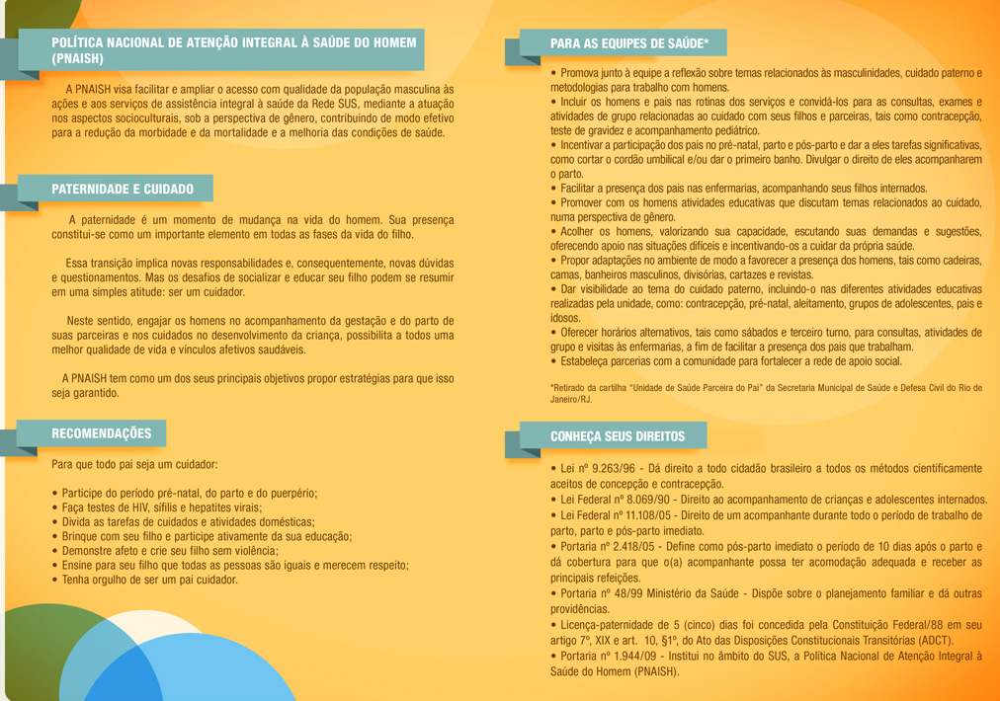 POLÍTICA NACIONAL DE ATENÇÃO INTEGRAL À SAÚDE DO HOMEM
(PNAISH)
A PNAISH visa facilitar e ampliar o acesso com qualidade da população masculina às
ações e aos serviços de assistência integral à saúde da Rede SUS, mediante a atuação
nos aspectos socioculturais, sob a perspectiva de gênero, contribuindo de modo efetivo
para a redução da morbidade e da mortalidade e a melhoria das condições de saúde.
PATERNIDADE E CUIDADO
A paternidade é um momento de mudança na vida do homem. Sua presença
constitui-se como um importante elemento em todas as fases da vida do filho.
Essa transição implica novas responsabilidades e, consequentemente, novas dúvidas
e questionamentos. Mas os desafios de socializar e educar seu filho podem se resumir
em uma simples atitude: ser um cuidador.
Neste sentido, engajar os homens no acompanhamento da gestação e do parto de
suas parceiras e nos cuidados no desenvolvimento da criança, possibilita a todos uma
melhor qualidade de vida e vínculos afetivos saudáveis.
A PNAISH tem como um dos seus principais objetivos propor estratégias para que isso
seja garantido.
RECOMENDAÇÕES
Para que todo pai seja um cuidador:
• Participe do período pré-natal, do parto e do puerpério;
• Faça testes de HIV, sífilis e hepatites virais;
• Divida as tarefas de cuidados e atividades domésticas;
• Brinque com seu filho e participe ativamente da sua educação;
• Demonstre afeto e crie seu filho sem violência;
• Ensine para seu filho que todas as pessoas são iguais e merecem respeito;
• Tenha orgulho de ser um pai cuidador.
PARA AS EQUIPES DE SAÚDE*
• Promova junto à equipe a reflexão sobre temas relacionados às masculinidades, cuidado paterno e
metodologias para trabalho com homens.
• Incluir os homens e pais nas rotinas dos serviços e convidá-los para as consultas, exames e
atividades de grupo relacionadas ao cuidado com seus filhos e parceiras, tais como contracepção,
teste de gravidez e acompanhamento pediátrico.
• Incentivar a participação dos pais no pré-natal, parto e pós-parto e dar a eles tarefas significativas,
como cortar o cordão umbilical e/ou dar o primeiro banho. Divulgar o direito de eles acompanharem
o parto.
• Facilitar a presença dos pais nas enfermarias, acompanhando seus filhos internados.
• Promover com os homens atividades educativas que discutam temas relacionados ao cuidado,
numa perspectiva de gênero.
• Acolher os homens, valorizando sua capacidade, escutando suas demandas e sugestões,
oferecendo apoio nas situações difíceis e incentivando-os a cuidar da própria saúde.
• Propor adaptações no ambiente de modo a favorecer a presença dos homens, tais como cadeiras,
camas, banheiros masculinos, divisórias, cartazes e revistas.
• Dar visibilidade ao tema do cuidado paterno, incluindo-o nas diferentes atividades educativas
realizadas pela unidade, como: contracepção, pré-natal, aleitamento, grupos de adolescentes, pais e
idosos.
• Oferecer horários alternativos, tais como sábados e terceiro turno, para consultas, atividades de
grupo e visitas às enfermarias, a fim de facilitar a presença dos pais que trabalham.
• Estabeleça parcerias com a comunidade para fortalecer a rede de apoio social.
*Retirado da cartilha "Unidade de Saúde Parceira do Pai" da Secretaria Municipal de Saúde e Defesa Civil do Rio de
Janeiro/RJ.
CONHEÇA SEUS DIREITOS
• Lei nº 9.263/96 - Dá direito a todo cidadão brasileiro a todos os métodos cientificamente
aceitos de concepção e contracepção.
• Lei Federal nº 8.069/90 - Direito ao acompanhamento de crianças e adolescentes internados.
• Lei Federal nº 11.108/05 - Direito de um acompanhante durante todo o período de trabalho de
parto, parto e pós-parto imediato.
• Portaria nº 2.418/05 - Define como pós-parto imediato o período de 10 dias após o parto e
dá cobertura para que o(a) acompanhante possa ter acomodação adequada e receber as
principais refeições.
• Portaria nº 48/99 Ministério da Saúde - Dispõe sobre o planejamento familiar e dá outras
providências.
• Licença-paternidade de 5 (cinco) dias foi concedida pela Constituição Federal/88 em seu
artigo 7º, XIX e art. 10, §1º, do Ato das Disposições Constitucionais Transitórias (ADCT).
• Portaria nº 1.944/09 - Institui no âmbito do SUS, a Política Nacional de Atenção Integral à
Saúde do Homem (PNAISH).